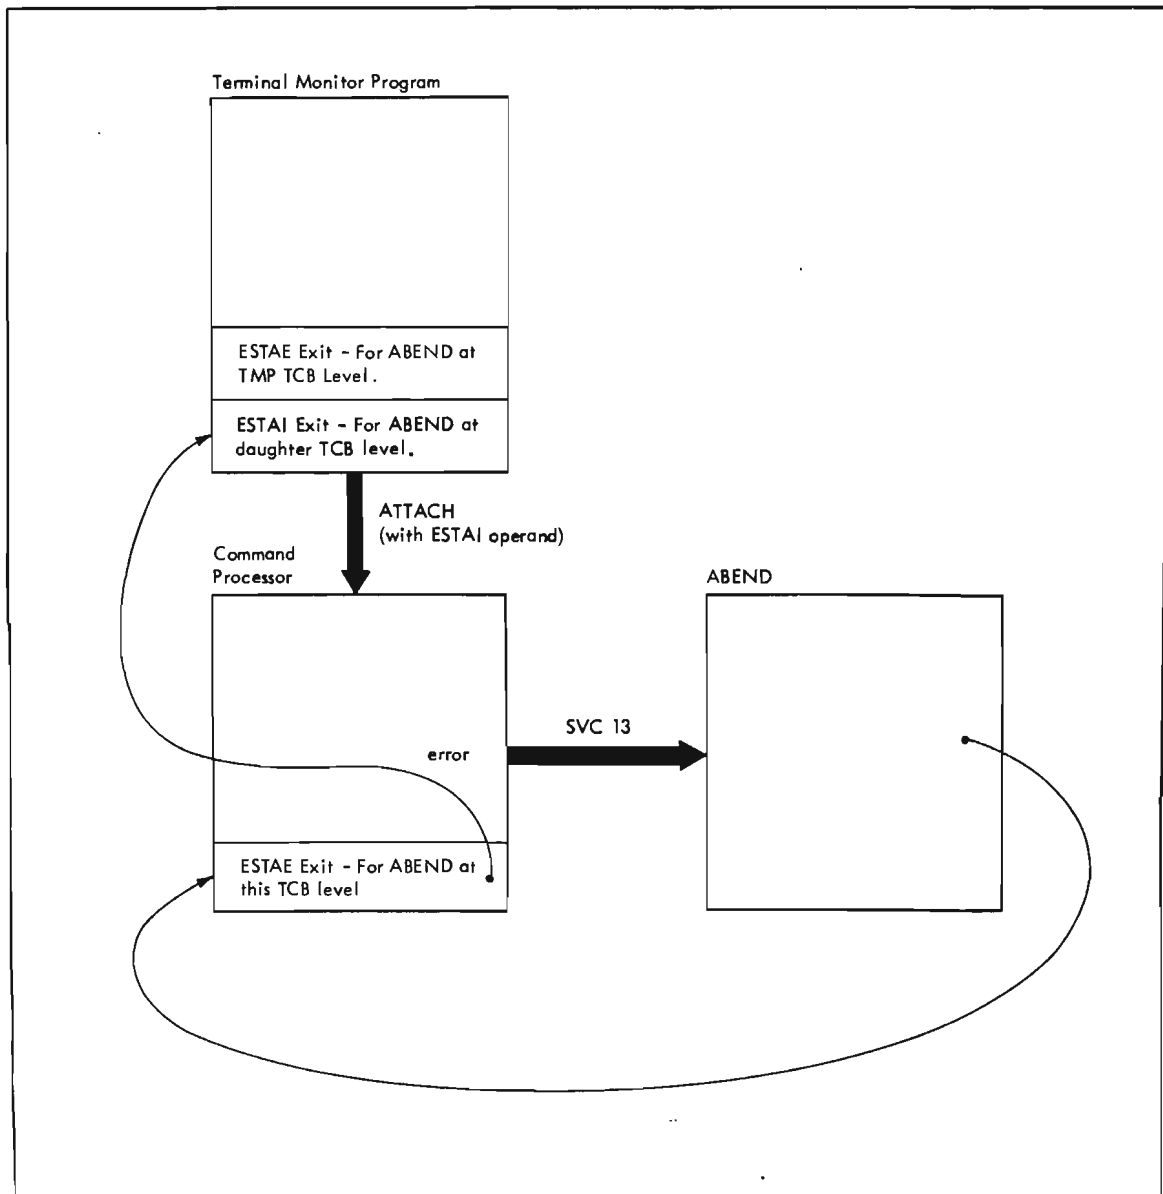 Terminal Monitor Program
ESTAE Exit - For ABEND at
TMP TCB Level.
ESTAI Exit - For ABEND at
daughter TCB level.
ATTACH
(with ESTAI operand)
Command
Processor
ABEND
SVC 13
error
ESTAE Exit - For ABEND at
this TCB level